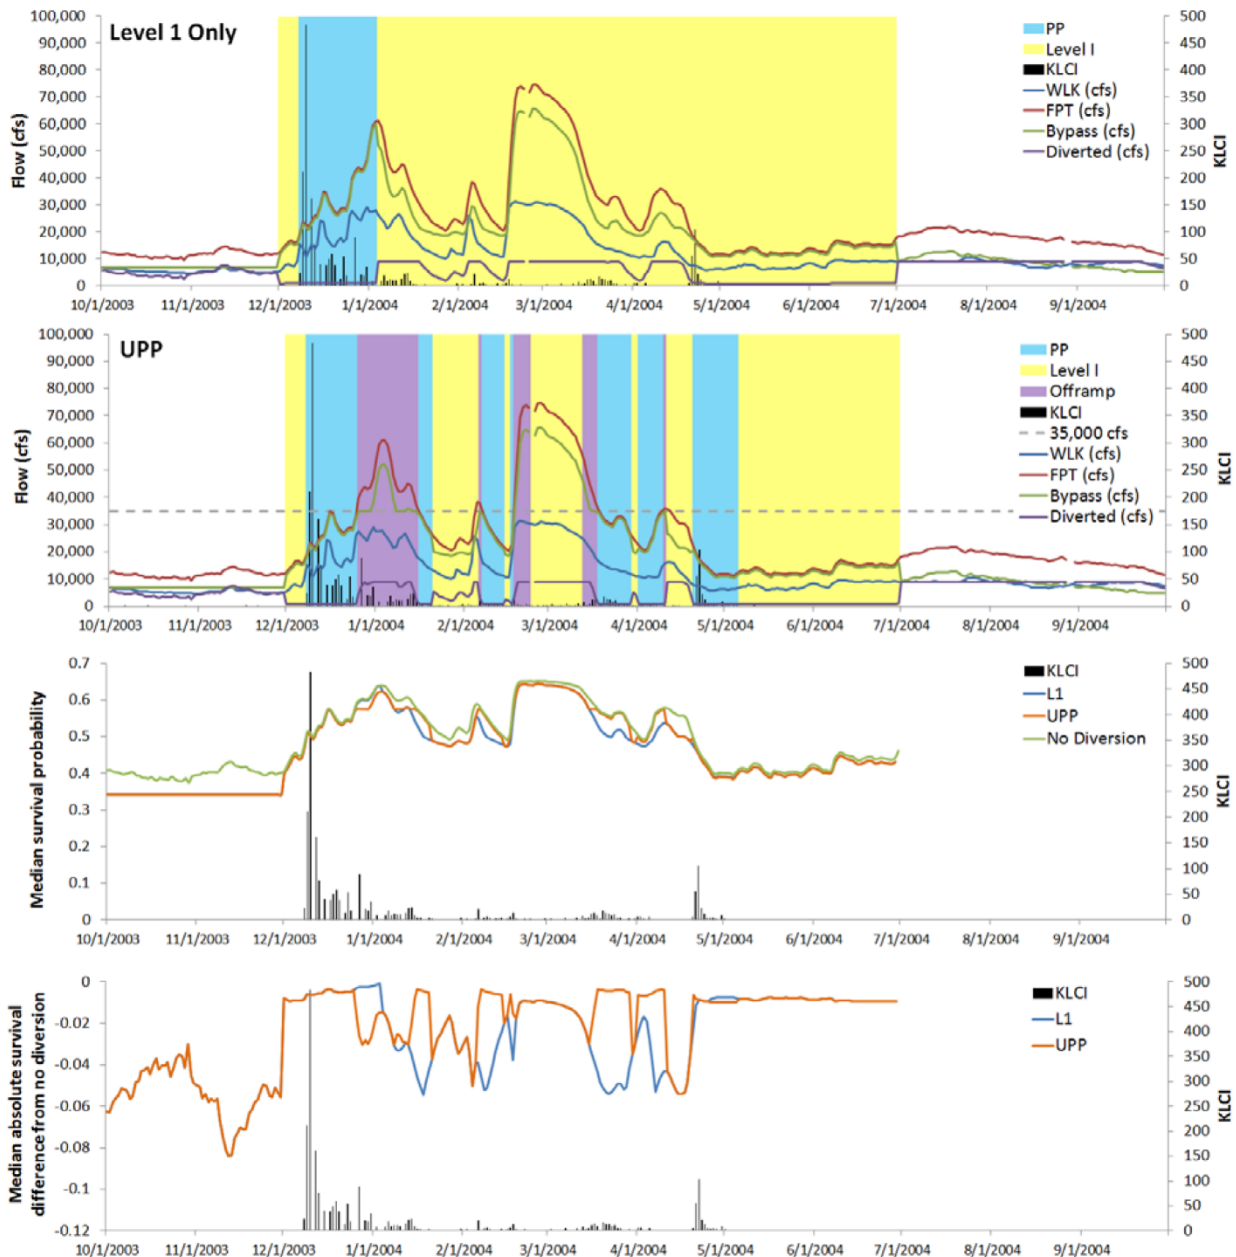 Level 1 Only
Flow (cfs)
100,000
90,000
80,000
70,000
60,000
50,000
40,000
30,000
20,000
10,000
0
10/1/2003 11/1/2003 12/1/2003 1/1/2004 2/1/2004 3/1/2004 4/1/2004 5/1/2004 6/1/2004 7/1/2004 8/1/2004 9/1/2004
500
450
400
350
300
250
200
150
100
50
0
KLCI
PP
Level I
KLCI
WLK (cfs)
FPT (cfs)
Bypass (cfs)
Diverted (cfs)
UPP
Flow (cfs)
100,000
90,000
80,000
70,000
60,000
50,000
40,000
30,000
20,000
10,000
0
10/1/2003 11/1/2003 12/1/2003 1/1/2004 2/1/2004 3/1/2004 4/1/2004 5/1/2004 6/1/2004 7/1/2004 8/1/2004 9/1/2004
500
450
400
350
300
250
200
150
100
50
0
KLCI
PP
Level I
Offramp
KLCI
35,000 cfs
WLK (cfs)
FPT (cfs)
Bypass (cfs)
Diverted (cfs)
Median survival probability
0.7
0.6
0.5
0.4
0.3
0.2
0.1
0
10/1/2003 11/1/2003 12/1/2003 1/1/2004 2/1/2004 3/1/2004 4/1/2004 5/1/2004 6/1/2004 7/1/2004 8/1/2004 9/1/2004
500
450
400
350
300
250
200
150
100
50
0
KLCI
KLCI
L1
UPP
No Diversion
Median absolute survival
difference from no diversion
0
-0.02
-0.04
-0.06
-0.08
-0.1
-0.12
10/1/2003 11/1/2003 12/1/2003 1/1/2004 2/1/2004 3/1/2004 4/1/2004 5/1/2004 6/1/2004 7/1/2004 8/1/2004 9/1/2004
500
450
400
350
300
250
200
150
100
50
0
KLCI
KLCI
L1
UPP